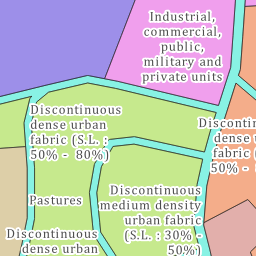 Industrial,
commercial,
public,
military and
private units
Discontinuous
dense urban
fabric (S.L. :
50% - 80%)
Discontin
dense u
fabric (
50% -
Pastures
Discontinuous
medium density
urban fabric
(S.L. : 30% -
50%)
Discontinuous
dense urban